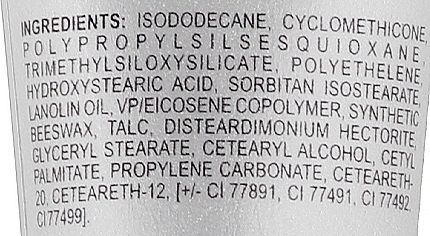 INGREDIENTS: ISODODECANE, CYCLOMETHICONE,
POLYPROPYLSILSESQUIOXANE,
TRIMETHYLSILOXYSILICATE, POLYETHELENE,
HYDROXYSTEARIC ACID, SORBITAN ISOSTEARATE,
LANOLIN OIL, VP/EICOSENE COPOLYMER, SYNTHETIC
BEESWAX, TALC, DISTEARDIMONIUM HECTORITE,
GLYCERYL STEARATE, CETEARYL ALCOHOL, CETYL
PALMITATE, PROPYLENE CARBONATE, CETEARETH-
20, CETEARETH-12, [+/- CI 77891, CI 77491, CI 77492,
CI77499].